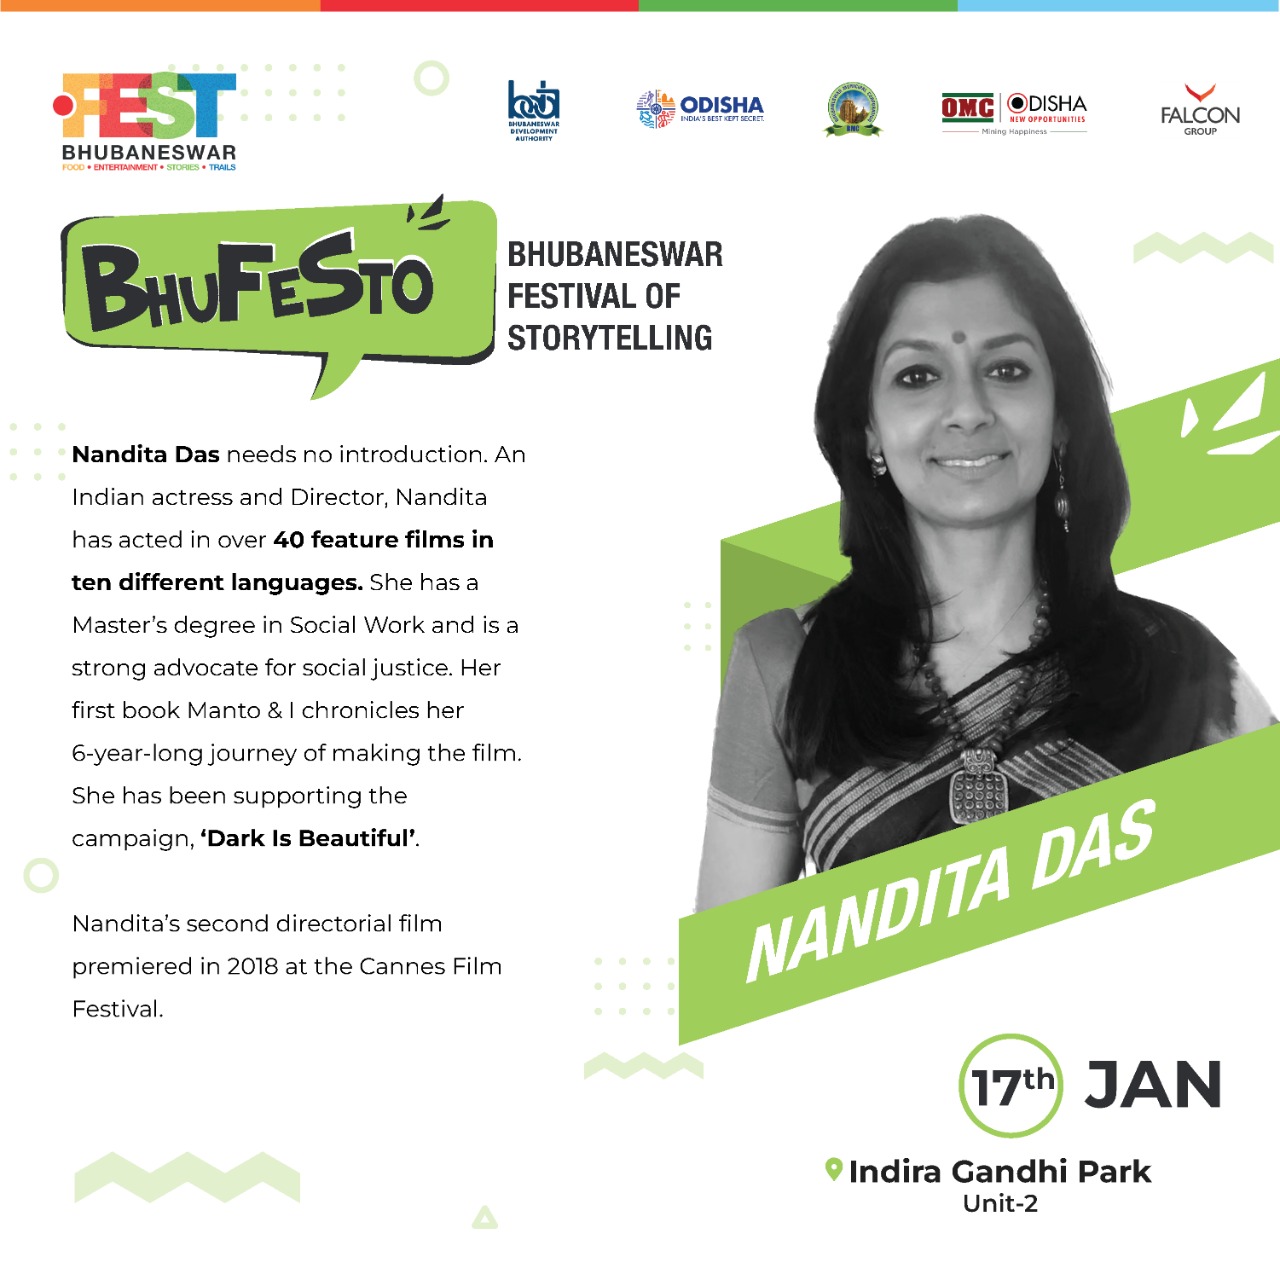 FEST
BHUBANESWAR
FOOD • ENTERTAINMENT • STORIES • TRAILS
BHUBANESWAR
DEVELOPMENT
AUTHORITY
ODISHA
INDIA'S BEST KEPT SECRET.
BMC
OMC ODISHA
NEW OPPORTUNITIES
Mining Happiness
FALCON
GROUP
BHUFESTO
BHUBANESWAR
FESTIVAL OF
STORYTELLING
Nandita Das needs no introduction. An
Indian actress and Director, Nandita
has acted in over 40 feature films in
ten different languages. She has a
Master’s degree in Social Work and is a
strong advocate for social justice. Her
first book Manto & I chronicles her
6-year-long journey of making the film.
She has been supporting the
campaign, ‘Dark Is Beautiful’.
Nandita’s second directorial film
premiered in 2018 at the Cannes Film
Festival.
NANDITA DAS
17th JAN
Indira Gandhi Park
Unit-2